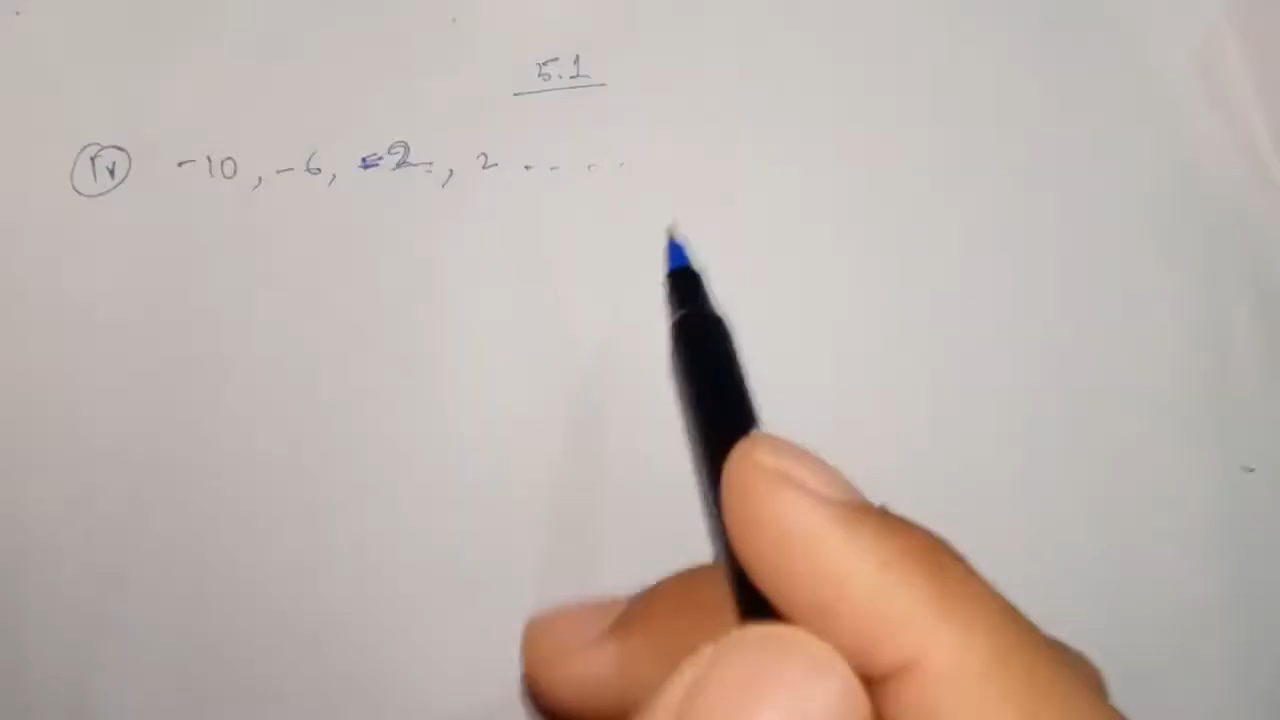 5.1
(iv) -10, -6, -2, 2 ....